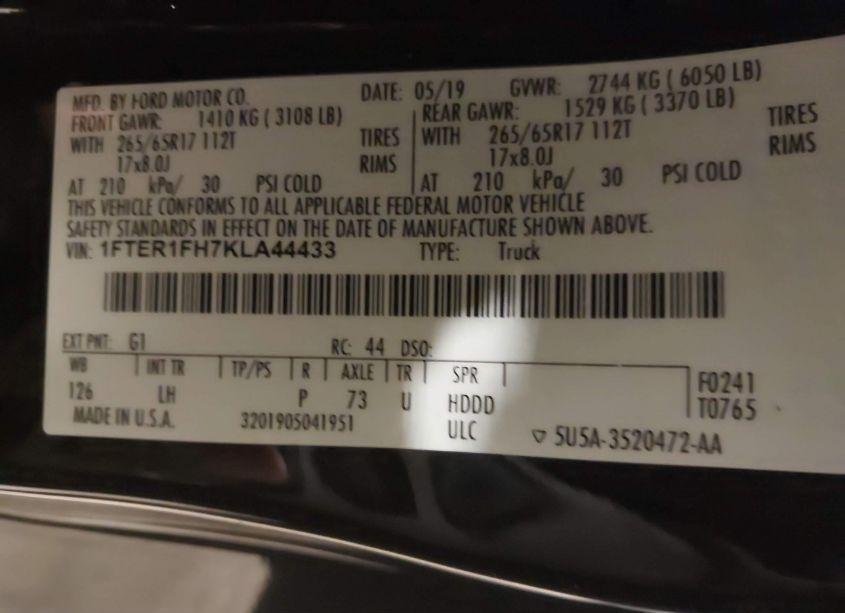 MFD. BY FORD MOTOR CO. DATE: 05/19 GVWR: 2744 KG ( 6050 LB)
FRONT GAWR: 1410 KG ( 3108 LB) REAR GAWR: 1529 KG ( 3370 LB)
WITH 265/65R17 112T TIRES WITH 265/65R17 112T TIRES
17x8.0J RIMS 17x8.0J RIMS
AT 210 kPa/ 30 PSI COLD AT 210 kPa/ 30 PSI COLD
THIS VEHICLE CONFORMS TO ALL APPLICABLE FEDERAL MOTOR VEHICLE
SAFETY STANDARDS IN EFFECT ON THE DATE OF MANUFACTURE SHOWN ABOVE.
VIN: 1FTER1FH7KLA44433 TYPE: Truck
EXT PNT: G1 RC: 44 DSO:
WB INT TR TP/PS R AXLE TR SPR F0241
126 LH P 73 U HDDD T0765
MADE IN U.S.A. 3201905041951 ULC ▽ 5U5A-3520472-AA